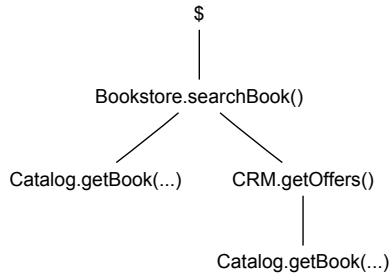 $
Bookstore.searchBook()
Catalog.getBook(...)
CRM.getOffers()
Catalog.getBook(...)